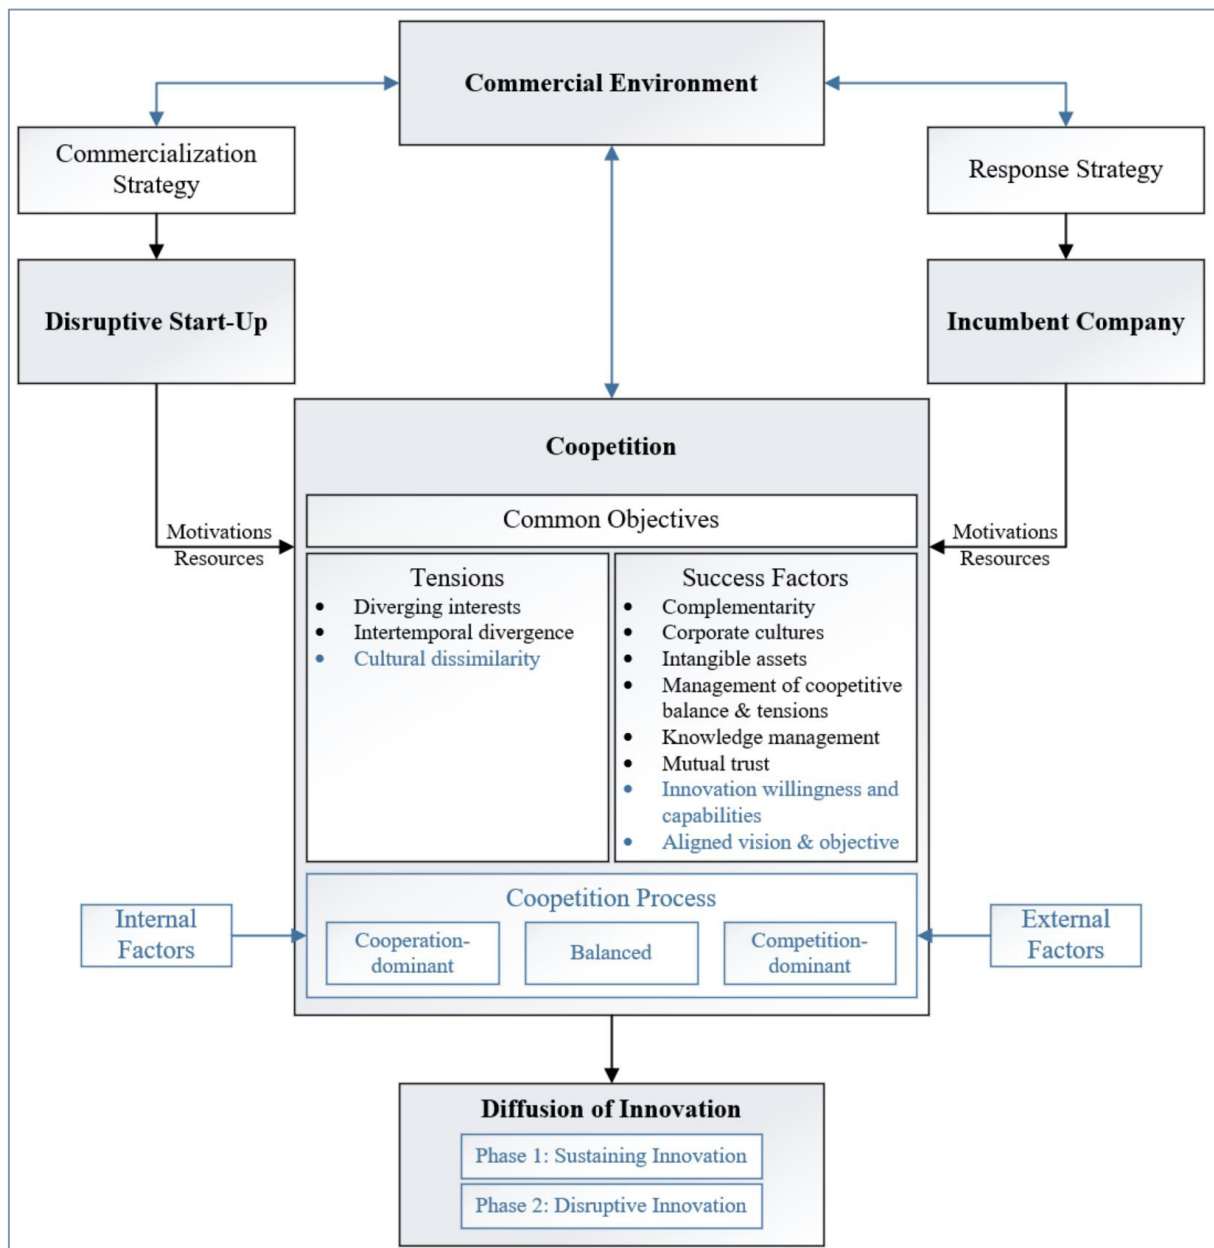 Commercial Environment
Commercialization
Strategy
Response Strategy
Disruptive Start-Up
Incumbent Company
Coopetition
Common Objectives
Motivations
Resources
Motivations
Resources
Tensions
• Diverging interests
• Intertemporal divergence
• Cultural dissimilarity
Success Factors
• Complementarity
• Corporate cultures
• Intangible assets
• Management of coopetitive
balance & tensions
• Knowledge management
• Mutual trust
• Innovation willingness and
capabilities
• Aligned vision & objective
Coopetition Process
Internal
Factors
Cooperation-
dominant
Balanced
Competition-
dominant
External
Factors
Diffusion of Innovation
Phase 1: Sustaining Innovation
Phase 2: Disruptive Innovation